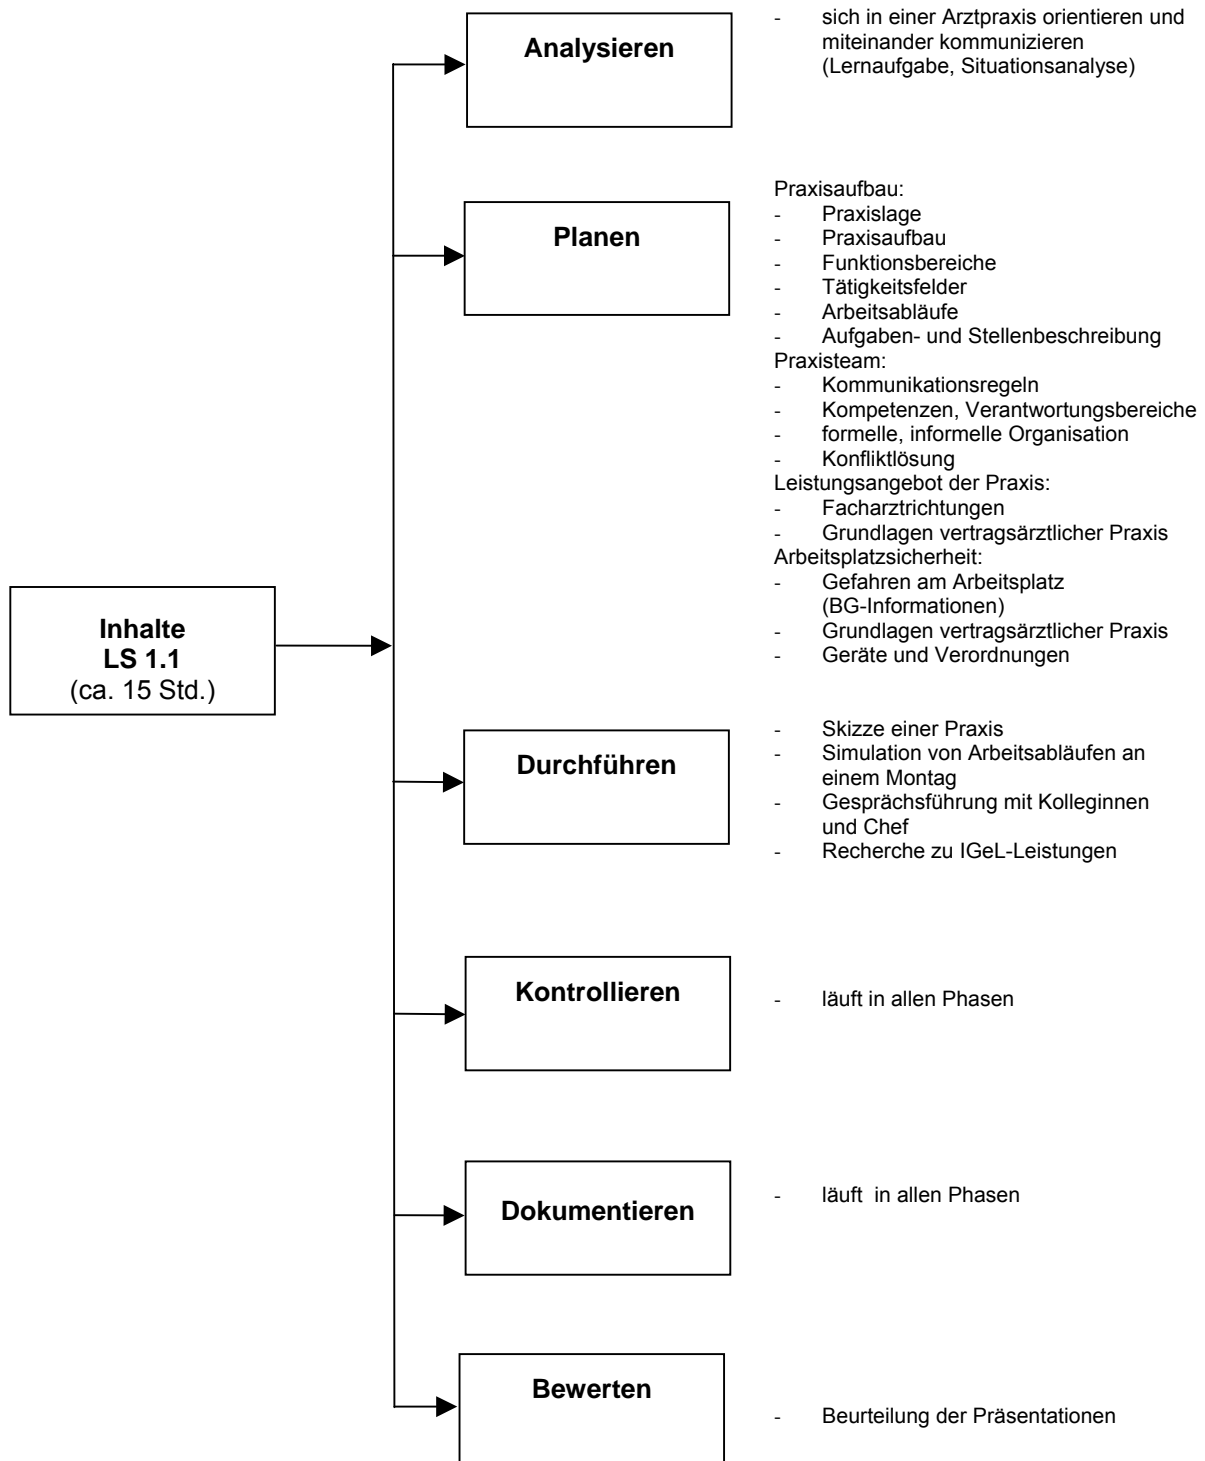 Analysieren
- sich in einer Arztpraxis orientieren und
miteinander kommunizieren
(Lernaufgabe, Situationsanalyse)
Planen
Praxisaufbau:
- Praxislage
- Praxisaufbau
- Funktionsbereiche
- Tätigkeitsfelder
- Arbeitsabläufe
- Aufgaben- und Stellenbeschreibung
Praxisteam:
- Kommunikationsregeln
- Kompetenzen, Verantwortungsbereiche
- formelle, informelle Organisation
- Konfliktlösung
Leistungsangebot der Praxis:
- Facharztrichtungen
- Grundlagen vertragsärztlicher Praxis
Arbeitsplatzsicherheit:
- Gefahren am Arbeitsplatz
(BG-Informationen)
- Grundlagen vertragsärztlicher Praxis
- Geräte und Verordnungen
Inhalte
LS 1.1
(ca. 15 Std.)
Durchführen
- Skizze einer Praxis
- Simulation von Arbeitsabläufen an
einem Montag
- Gesprächsführung mit Kolleginnen
und Chef
- Recherche zu IGeL-Leistungen
Kontrollieren
- läuft in allen Phasen
Dokumentieren
- läuft in allen Phasen
Bewerten
- Beurteilung der Präsentationen